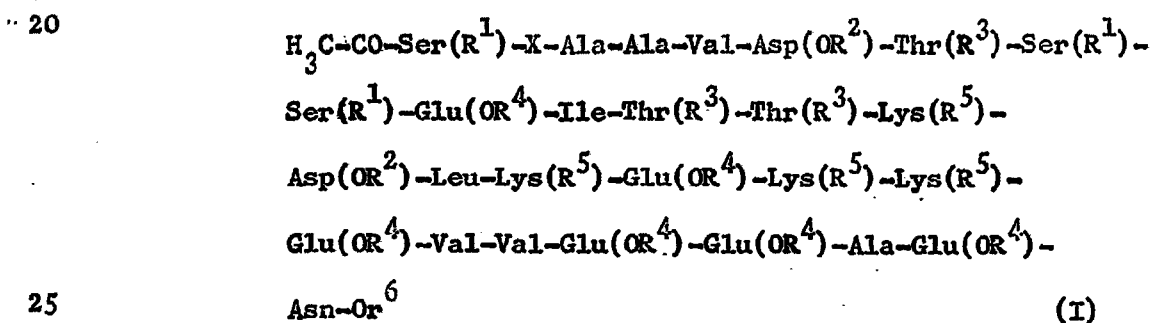 20
H₃C-CO-Ser(R¹)-X-Ala-Ala-Val-Asp(OR²)-Thr(R³)-Ser(R¹)-
Ser(R¹)-Glu(OR⁴)-Ile-Thr(R³)-Thr(R³)-Lys(R⁵)-
Asp(OR²)-Leu-Lys(R⁵)-Glu(OR⁴)-Lys(R⁵)-Lys(R⁵)-
Glu(OR⁴)-Val-Val-Glu(OR⁴)-Glu(OR⁴)-Ala-Glu(OR⁴)-
25 Asn-Or⁶ (I)